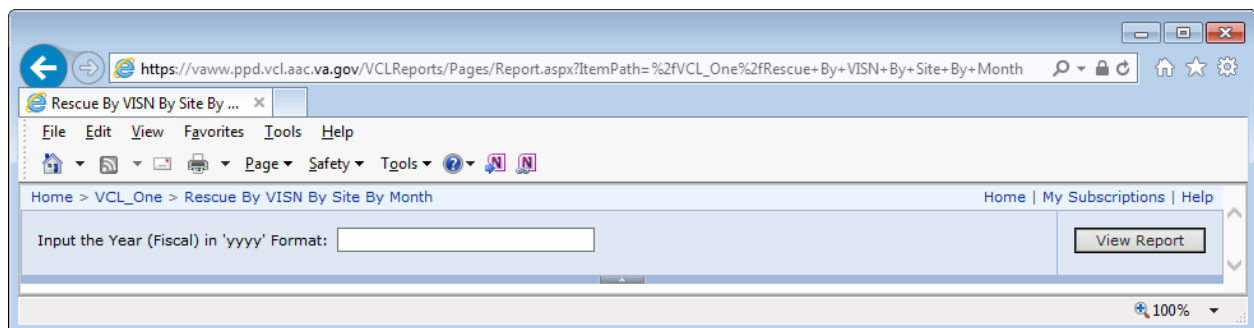 https://vaww.ppd.vcl.aac.va.gov/VCLReports/Pages/Report.aspx?ItemPath=%2fVCL_One%2fRescue+By+VISN+By+Site+By+Month
Rescue By VISN By Site By ...
File Edit View Favorites Tools Help
Page Safety Tools
Home > VCL_One > Rescue By VISN By Site By Month Home | My Subscriptions | Help
Input the Year (Fiscal) in 'yyyy' Format: View Report
100%